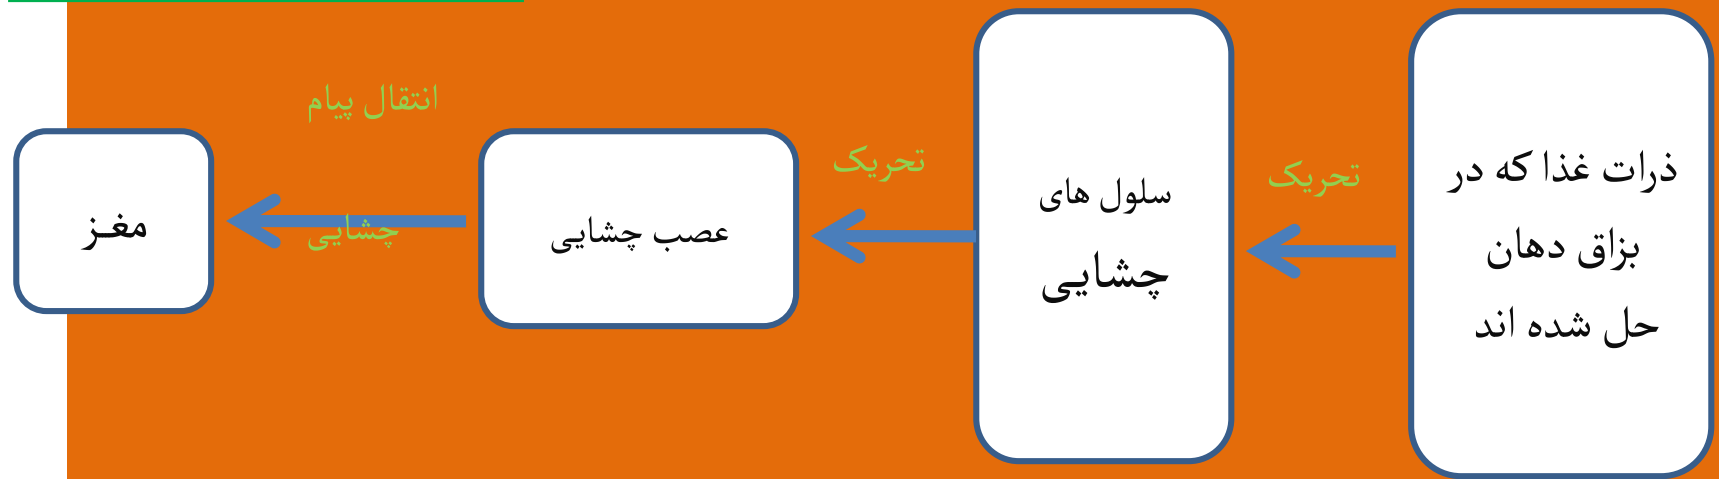 ذرات غذا که در
بزاق دهان
حل شده اند
تحریک
سلول های
چشایی
تحریک
عصب چشایی
انتقال پیام
چشایی
مغز